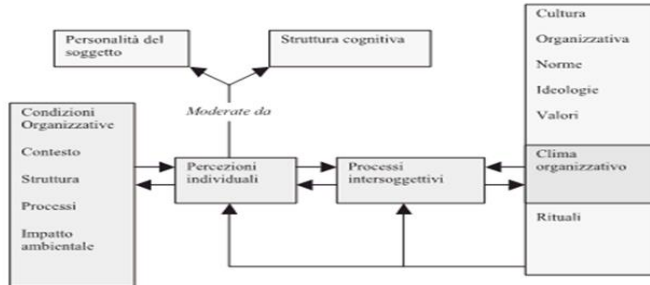 Personalità del
soggetto
Struttura cognitiva
Cultura
Organizzativa
Norme
Ideologie
Valori
Clima
organizzativo
Rituali
Moderate da
Condizioni
Organizzative
Contesto
Struttura
Processi
Impatto
ambientale
Percezioni
individuali
Processi
intersoggettivi